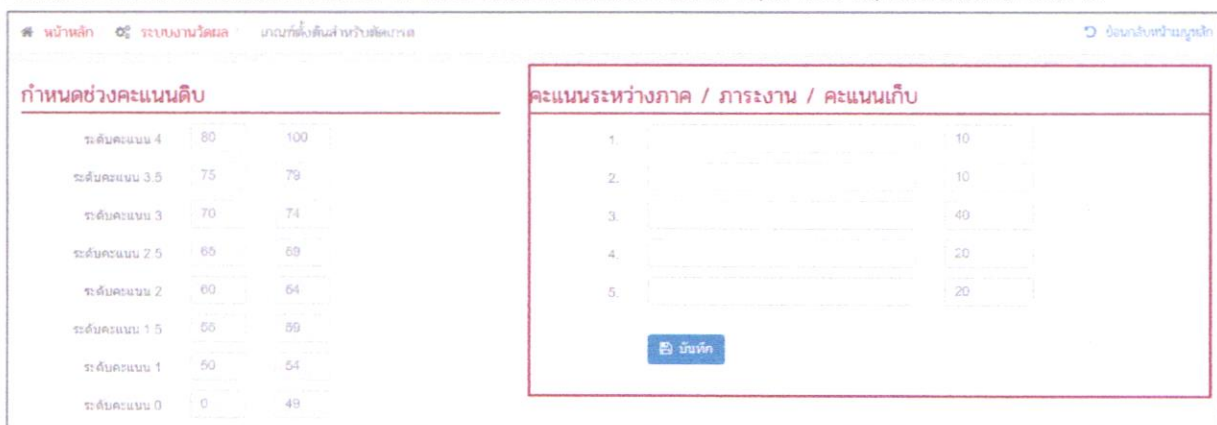 หน้าหลัก ระบบงานวัดผล เกณฑ์ตั้งต้นสำหรับตัดเกรด ย้อนกลับหน้าเมนูหลัก
กำหนดช่วงคะแนนดิบ
ระดับคะแนน 4 80 100
ระดับคะแนน 3.5 75 79
ระดับคะแนน 3 70 74
ระดับคะแนน 2.5 65 69
ระดับคะแนน 2 60 64
ระดับคะแนน 1.5 55 59
ระดับคะแนน 1 50 54
ระดับคะแนน 0 0 49
คะแนนระหว่างภาค / ภาระงาน / คะแนนเก็บ
1. 10
2. 10
3. 40
4. 20
5. 20
บันทึก